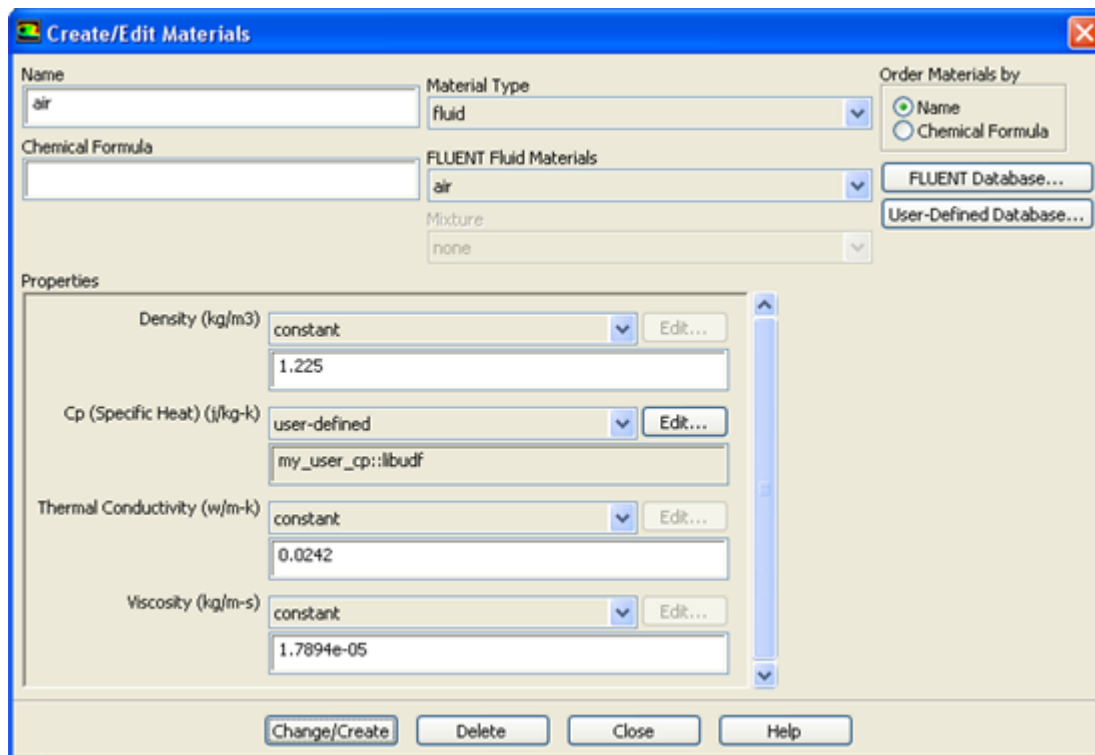 Create/Edit Materials
Name
air
Chemical Formula
Material Type
fluid
FLUENT Fluid Materials
air
Mixture
none
Order Materials by
Name
Chemical Formula
FLUENT Database...
User-Defined Database...
Properties
Density (kg/m3)
constant
Edit...
1.225
Cp (Specific Heat) (j/kg-k)
user-defined
Edit...
my_user_cp::libudf
Thermal Conductivity (w/m-k)
constant
Edit...
0.0242
Viscosity (kg/m-s)
constant
Edit...
1.7894e-05
Change/Create
Delete
Close
Help